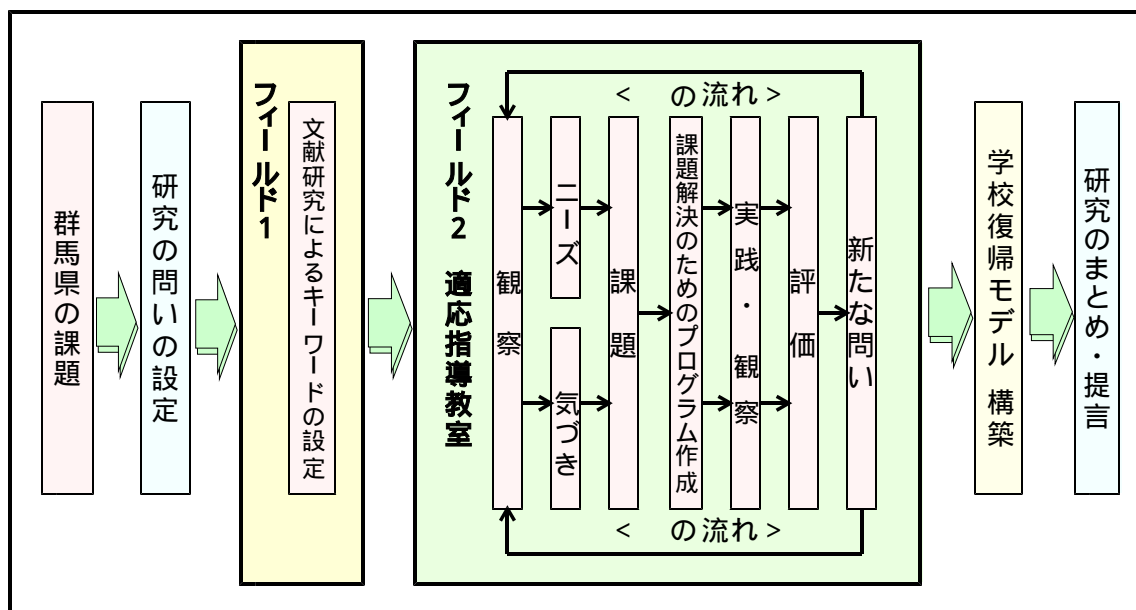 群馬県の課題
研究の問いの設定
フィールド1
文献研究によるキーワードの設定
フィールド2 適応指導教室
< の流れ >
観察
ニーズ
気づき
課題
課題解決のためのプログラム作成
実践・観察
評価
新たな問い
< の流れ >
学校復帰モデル 構築
研究のまとめ・提言